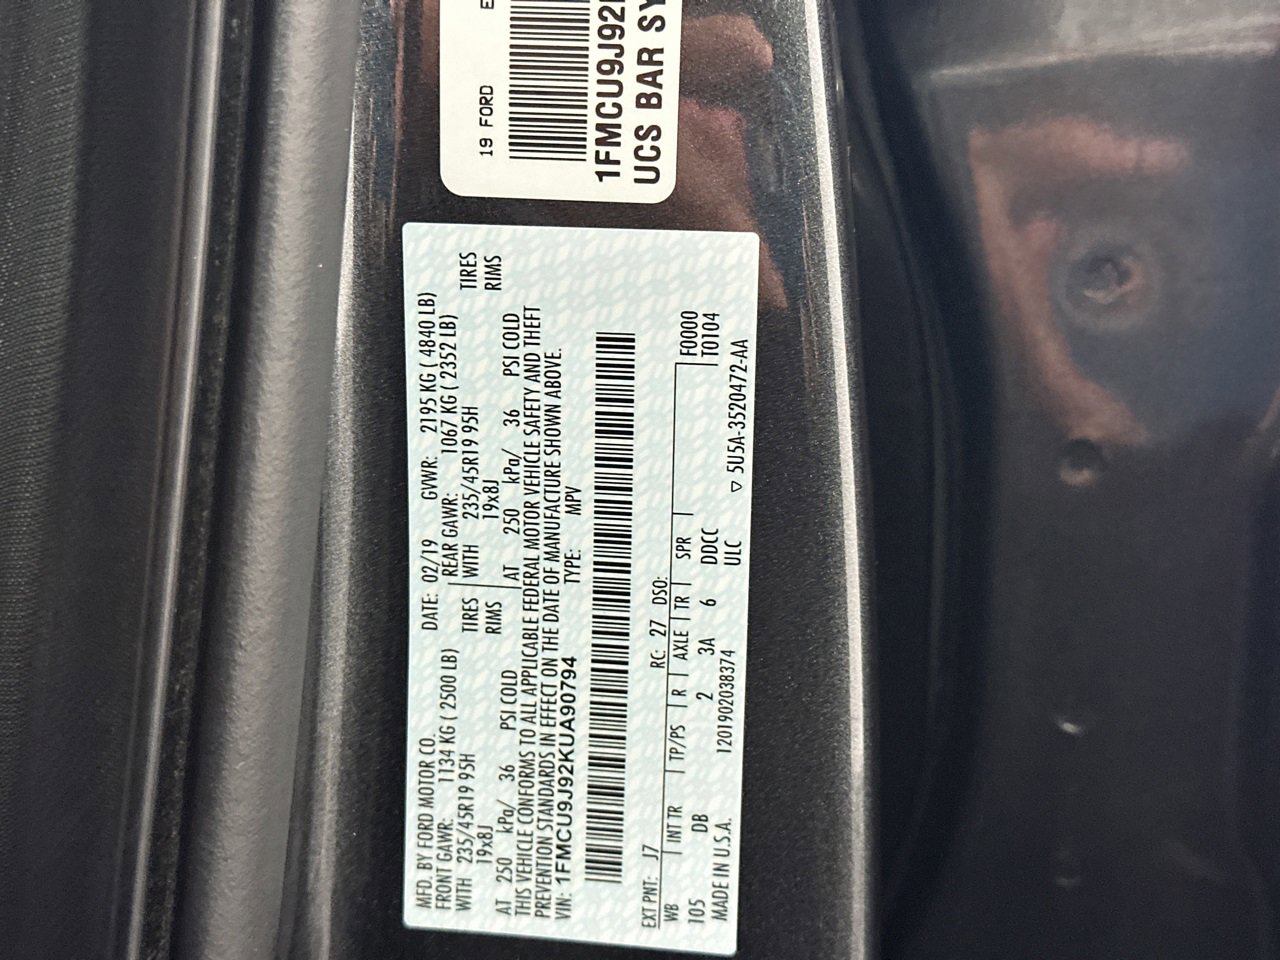 19 FORD
1FMCU9J92
UCS BAR SY
MFD. BY FORD MOTOR CO. DATE: 02/19 GVWR: 2195 KG ( 4840 LB)
FRONT GAWR: 1134 KG ( 2500 LB) REAR GAWR: 1067 KG ( 2352 LB)
WITH 235/45R19 95H TIRES WITH 235/45R19 95H TIRES
19x8J RIMS 19x8J RIMS
AT 250 kPa/ 36 PSI COLD AT 250 kPa/ 36 PSI COLD
THIS VEHICLE CONFORMS TO ALL APPLICABLE FEDERAL MOTOR VEHICLE SAFETY AND THEFT
PREVENTION STANDARDS IN EFFECT ON THE DATE OF MANUFACTURE SHOWN ABOVE.
VIN: 1FMCU9J92KUA90794 TYPE: MPV
EXT PNT: J7 RC: 27 DSO: F0000
WB INT TR TP/PS R AXLE TR SPR T0104
105 DB 2 3A 6 DDCC
MADE IN U.S.A. 1201902038374 ULC ▽ 5U5A-3520472-AA